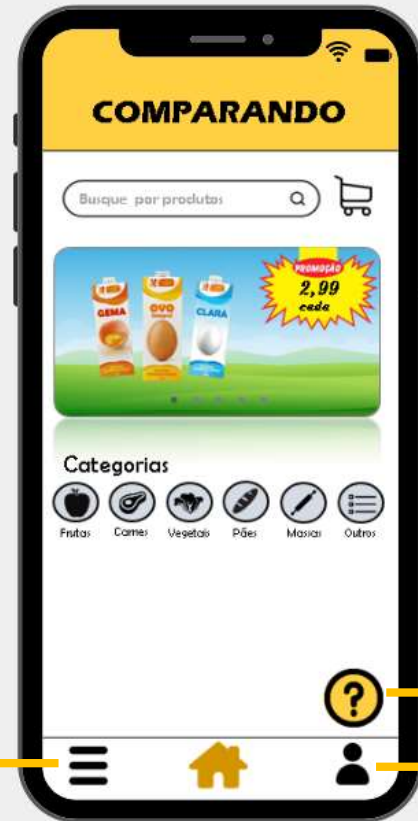 COMPARANDO
Busque por produtos
PROMOÇÃO
2,99
cada
GEMA
OVO
CLARA
Categorias
Frutas Carnes Vegetais Pães Massas Outros
?